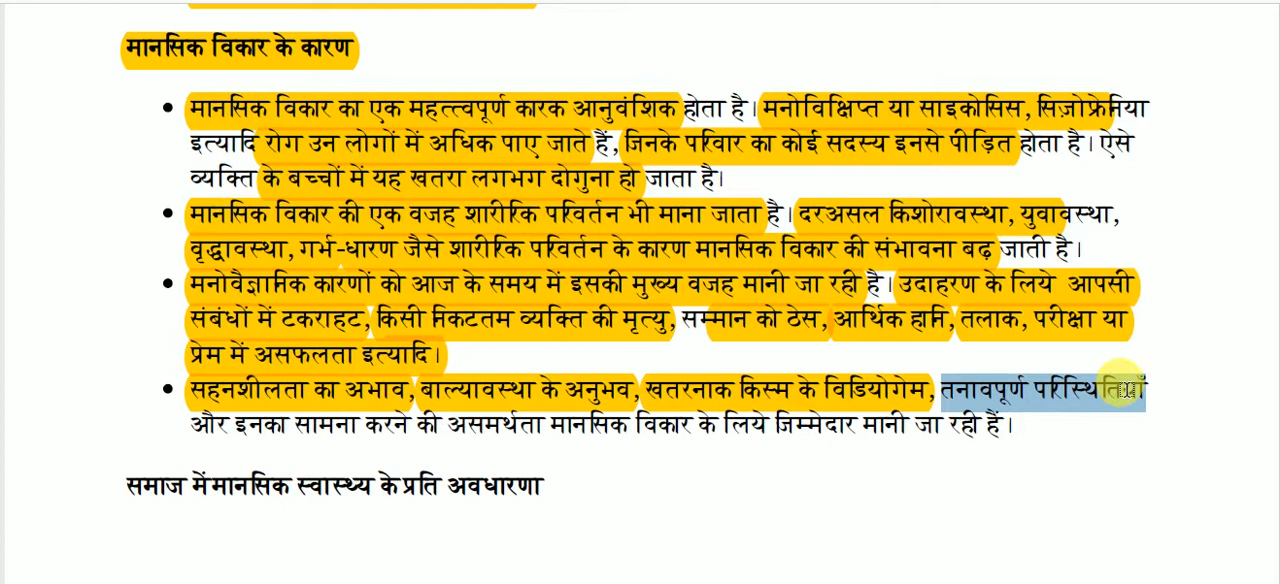 मानसिक विकार के कारण
• मानसिक विकार का एक महत्त्वपूर्ण कारक आनुवंशिक होता है। मनोविक्षिप्त या साइकोसिस, सिज़ोफ्रेनिया
इत्यादि रोग उन लोगों में अधिक पाए जाते हैं, जिनके परिवार का कोई सदस्य इनसे पीड़ित होता है। ऐसे
व्यक्ति के बच्चों में यह खतरा लगभग दोगुना हो जाता है।
• मानसिक विकार की एक वजह शारीरिक परिवर्तन भी माना जाता है। दरअसल किशोरावस्था, युवावस्था,
वृद्धावस्था, गर्भ-धारण जैसे शारीरिक परिवर्तन के कारण मानसिक विकार की संभावना बढ़ जाती है।
• मनोवैज्ञानिक कारणों को आज के समय में इसकी मुख्य वजह मानी जा रही है। उदाहरण के लिये आपसी
संबंधों में टकराहट, किसी निकटतम व्यक्ति की मृत्यु, सम्मान को ठेस, आर्थिक हानि, तलाक, परीक्षा या
प्रेम में असफलता इत्यादि।
• सहनशीलता का अभाव, बाल्यावस्था के अनुभव, खतरनाक किस्म के विडियोगेम, तनावपूर्ण परिस्थितियाँ
और इनका सामना करने की असमर्थता मानसिक विकार के लिये जिम्मेदार मानी जा रही हैं।
समाज में मानसिक स्वास्थ्य के प्रति अवधारणा